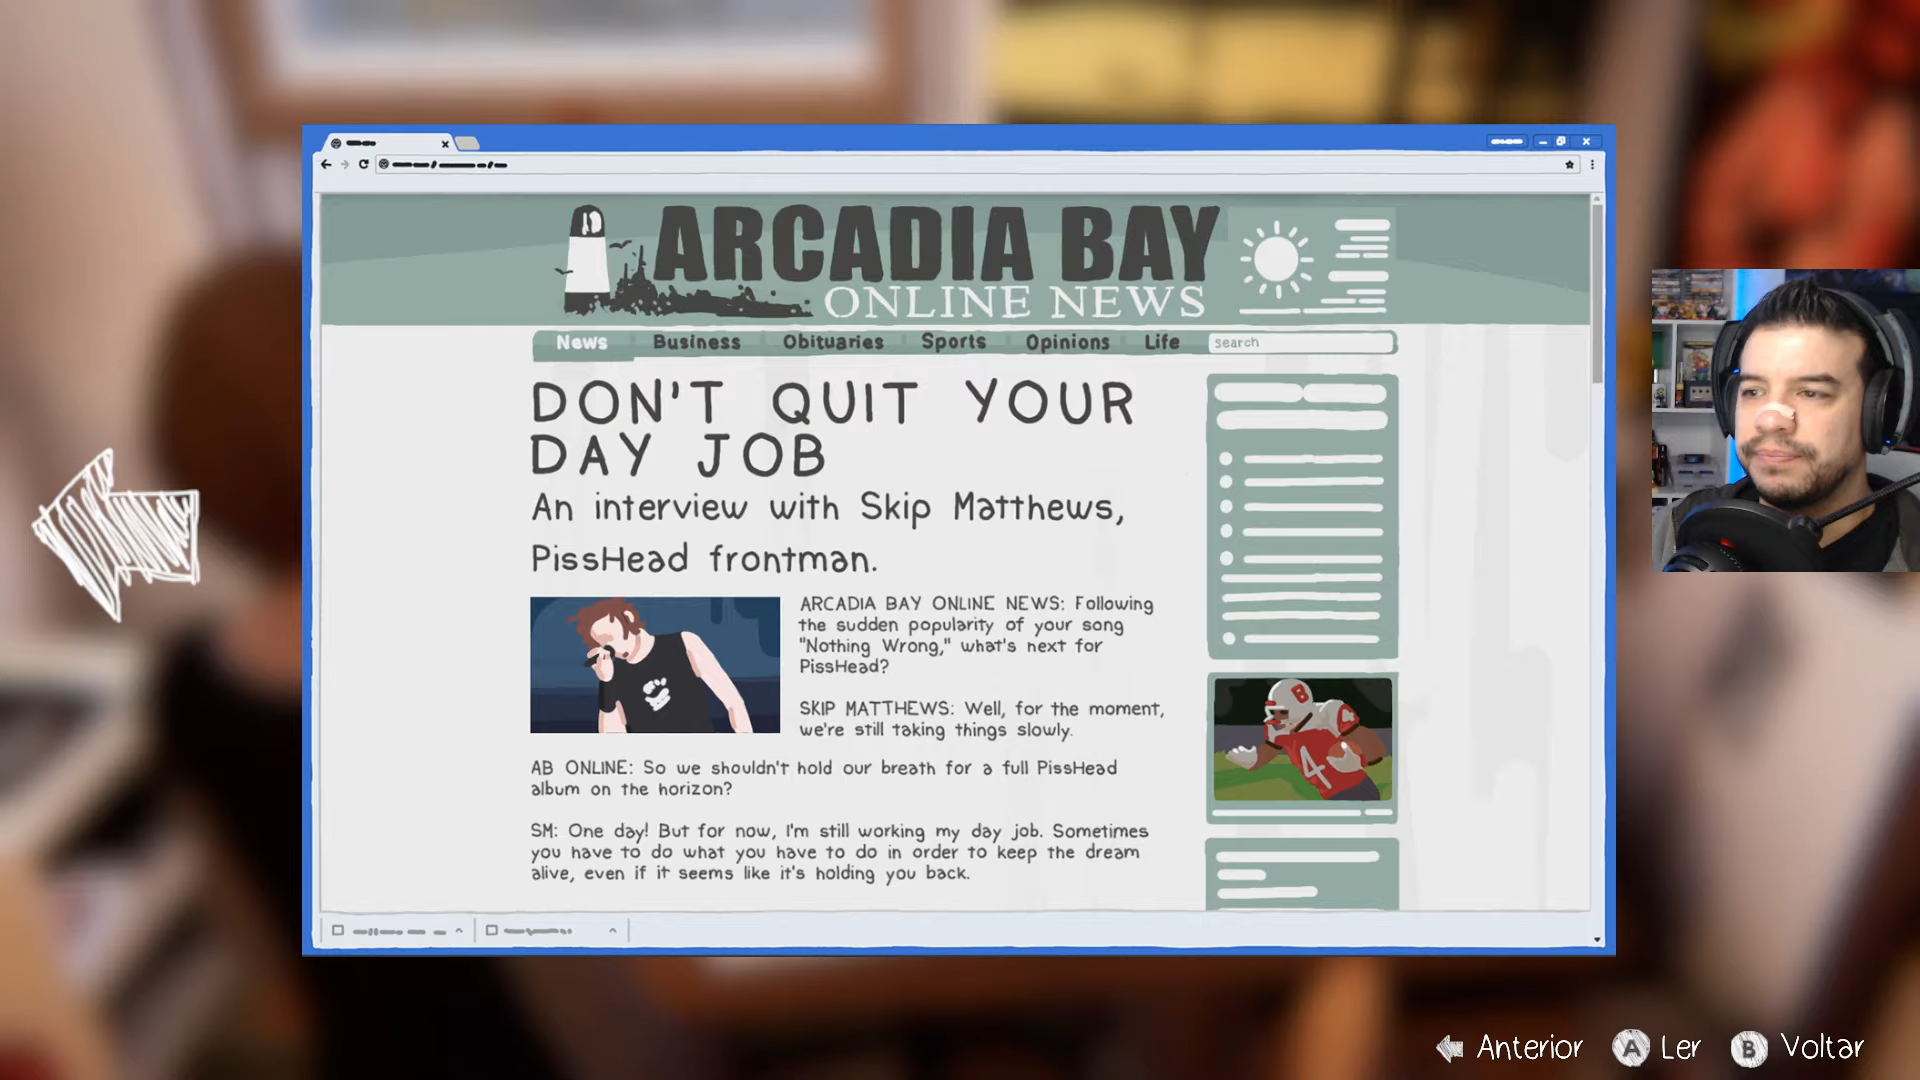 ARCADIA BAY
ONLINE NEWS
News Business Obituaries Sports Opinions Life search
DON'T QUIT YOUR
DAY JOB
An interview with Skip Matthews,
PissHead frontman.
ARCADIA BAY ONLINE NEWS: Following
the sudden popularity of your song
"Nothing Wrong," what's next for
PissHead?
SKIP MATTHEWS: Well, for the moment,
we're still taking things slowly.
AB ONLINE: So we shouldn't hold our breath for a full PissHead
album on the horizon?
SM: One day! But for now, I'm still working my day job. Sometimes
you have to do what you have to do in order to keep the dream
alive, even if it seems like it's holding you back.
B
4
4
Anterior A Ler B Voltar